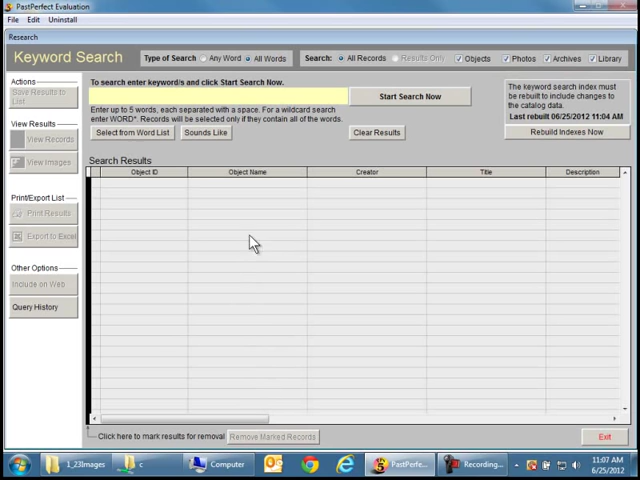 PastPerfect Evaluation
File Edit Uninstall
Research
Keyword Search
Type of Search Any Word All Words
Search: All Records Results Only Objects Photos Archives Library
Actions
Save Results to List
View Results
View Records
View Images
Print/Export List
Print Results
Export to Excel
Other Options
Include on Web
Query History
To search enter keyword/s and click Start Search Now.
Start Search Now
Enter up to 5 words, each separated with a space. For a wildcard search
enter WORD*. Records will be selected only if they contain all of the words.
Select from Word List Sounds Like Clear Results
The keyword search index must
be rebuilt to include changes to
the catalog data.
Last rebuilt 06/25/2012 11:04 AM
Rebuild Indexes Now
Search Results
Object ID Object Name Creator Title Description
Click here to mark results for removal Remove Marked Records Exit
1_23Images c Computer PastPerfe... Recording...
11:07 AM
6/25/2012